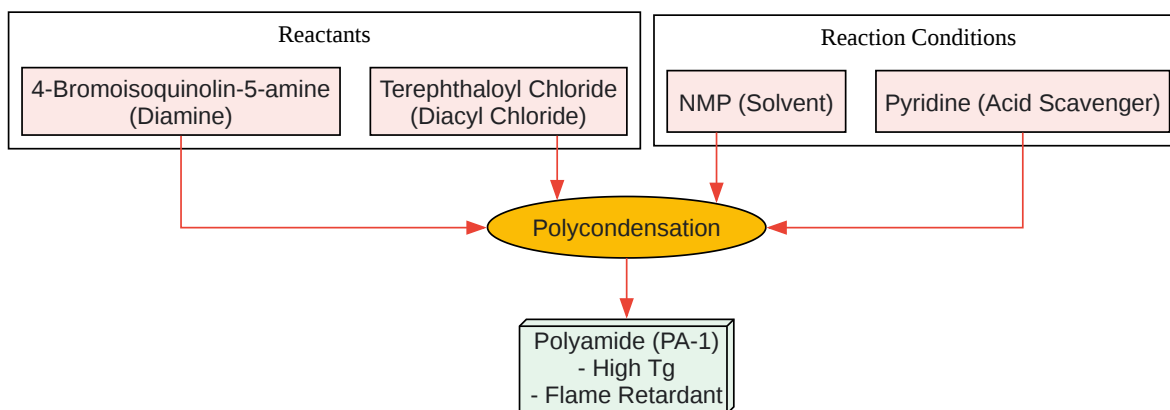 Reactants
4-Bromoisoquinolin-5-amine
(Diamine)
Terephthaloyl Chloride
(Diacyl Chloride)
Reaction Conditions
NMP (Solvent)
Pyridine (Acid Scavenger)
Polycondensation
Polyamide (PA-1)
- High Tg
- Flame Retardant